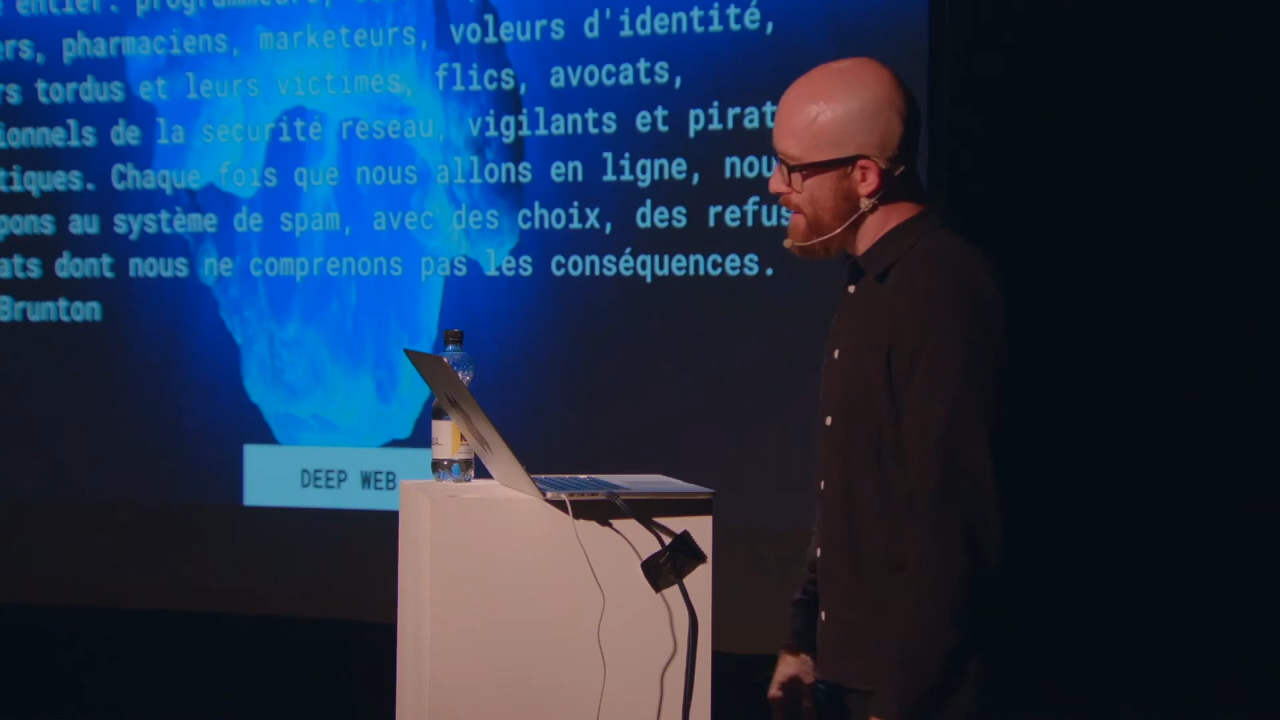 entier: programmeurs,
ers, pharmaciens, marketeurs, voleurs d'identité,
rs tordus et leurs victimes, flics, avocats,
ionnels de la sécurité réseau, vigilants et pirat
tiques. Chaque fois que nous allons en ligne, nou
pons au système de spam, avec des choix, des refus
ats dont nous ne comprenons pas les conséquences.
Brunton
DEEP WEB